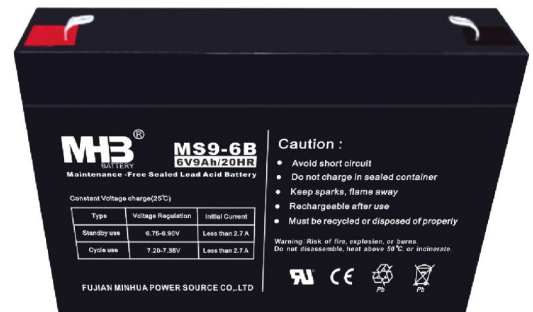 MHB®
BATTERY
MS9-6B
6V9Ah/20HR
Maintenance -Free Sealed Lead Acid Battery
Constant Voltage charge(25℃)
Type Voltage Regulation Initial Current
Standby use 6.75-6.90V Less than 2.7 A
Cycle use 7.20-7.35V Less than 2.7 A
FUJIAN MINHUA POWER SOURCE CO,.LTD
Caution :
● Avoid short circuit
● Do not charge in sealed container
● Keep sparks, flame away
● Rechargeable after use
● Must be recycled or disposed of properly
Warning. Risk of fire, explosion, or burns.
Do not disassemble, heat above 50℃, or incinerate.
RU CE Pb Pb